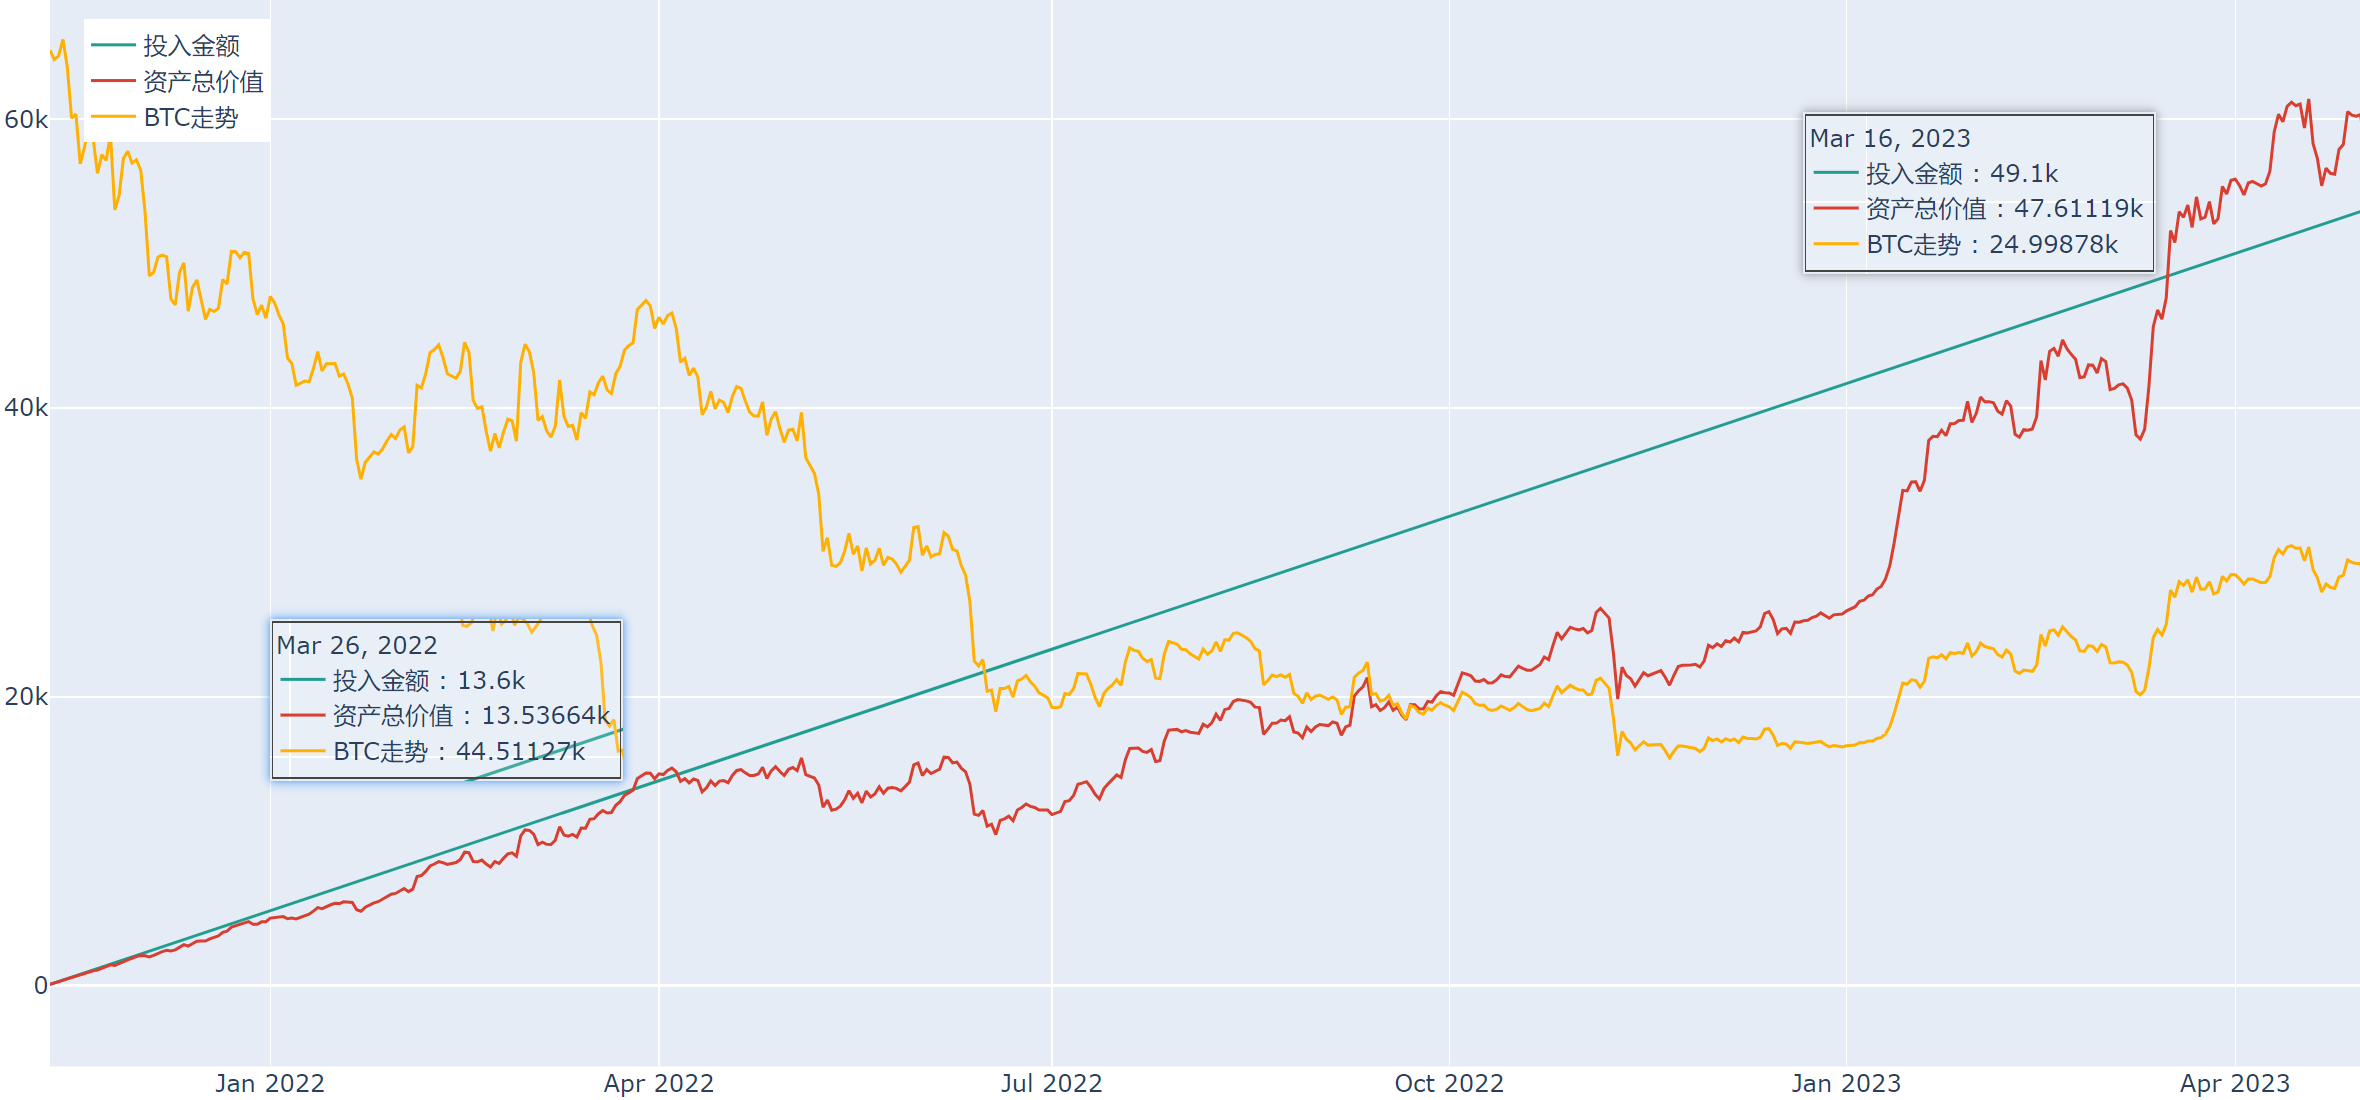 投入金额
资产总价值
BTC走势
60k
40k
20k
0
Mar 16, 2023
投入金额 : 49.1k
资产总价值 : 47.61119k
BTC走势 : 24.99878k
Mar 26, 2022
投入金额 : 13.6k
资产总价值 : 13.53664k
BTC走势 : 44.51127k
Jan 2022
Apr 2022
Jul 2022
Oct 2022
Jan 2023
Apr 2023